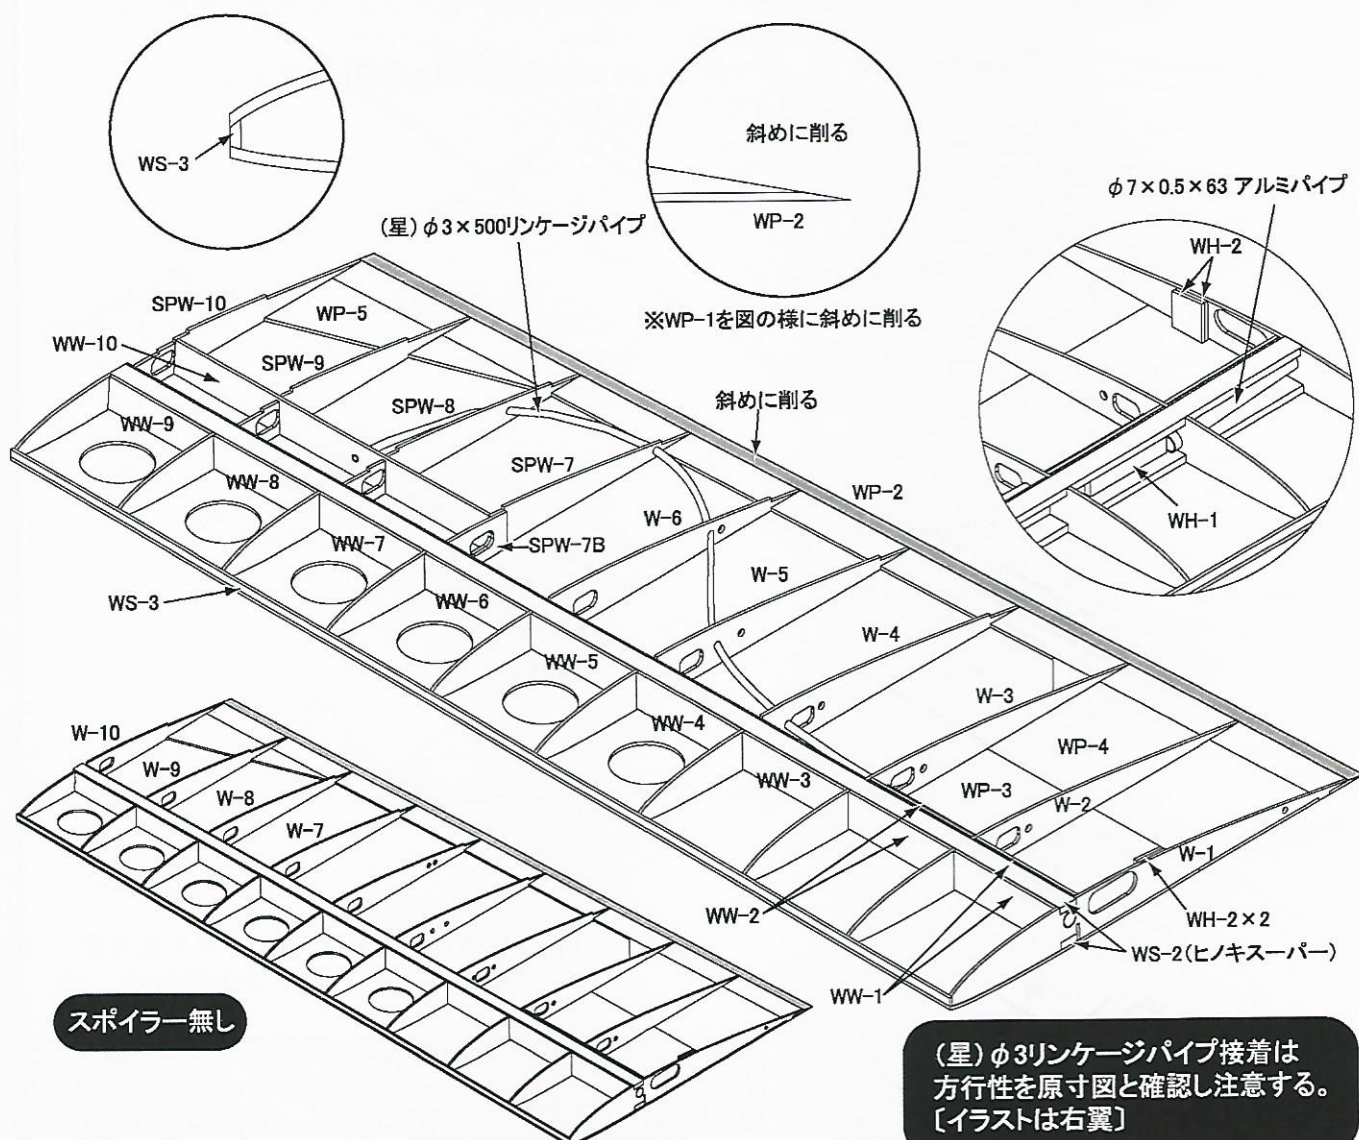 WS-3
斜めに削る
WP-2
φ7×0.5×63 アルミパイプ
(星)φ3×500リンケージパイプ
WH-2
SPW-10
WP-5
※WP-1を図の様に斜めに削る
WW-10
SPW-9
SPW-8
斜めに削る
WW-9
SPW-7
WP-2
WW-8
W-6
WH-1
WW-7
SPW-7B
W-5
WS-3
WW-6
W-4
WW-5
W-3
WW-4
WP-4
W-10
WW-3
WP-3
W-2
W-9
W-8
W-7
W-1
WW-2
WH-2×2
WS-2(ヒノキスーパー)
WW-1
スポイラー無し
(星)φ3リンケージパイプ接着は
方行性を原寸図と確認し注意する。
[イラストは右翼]